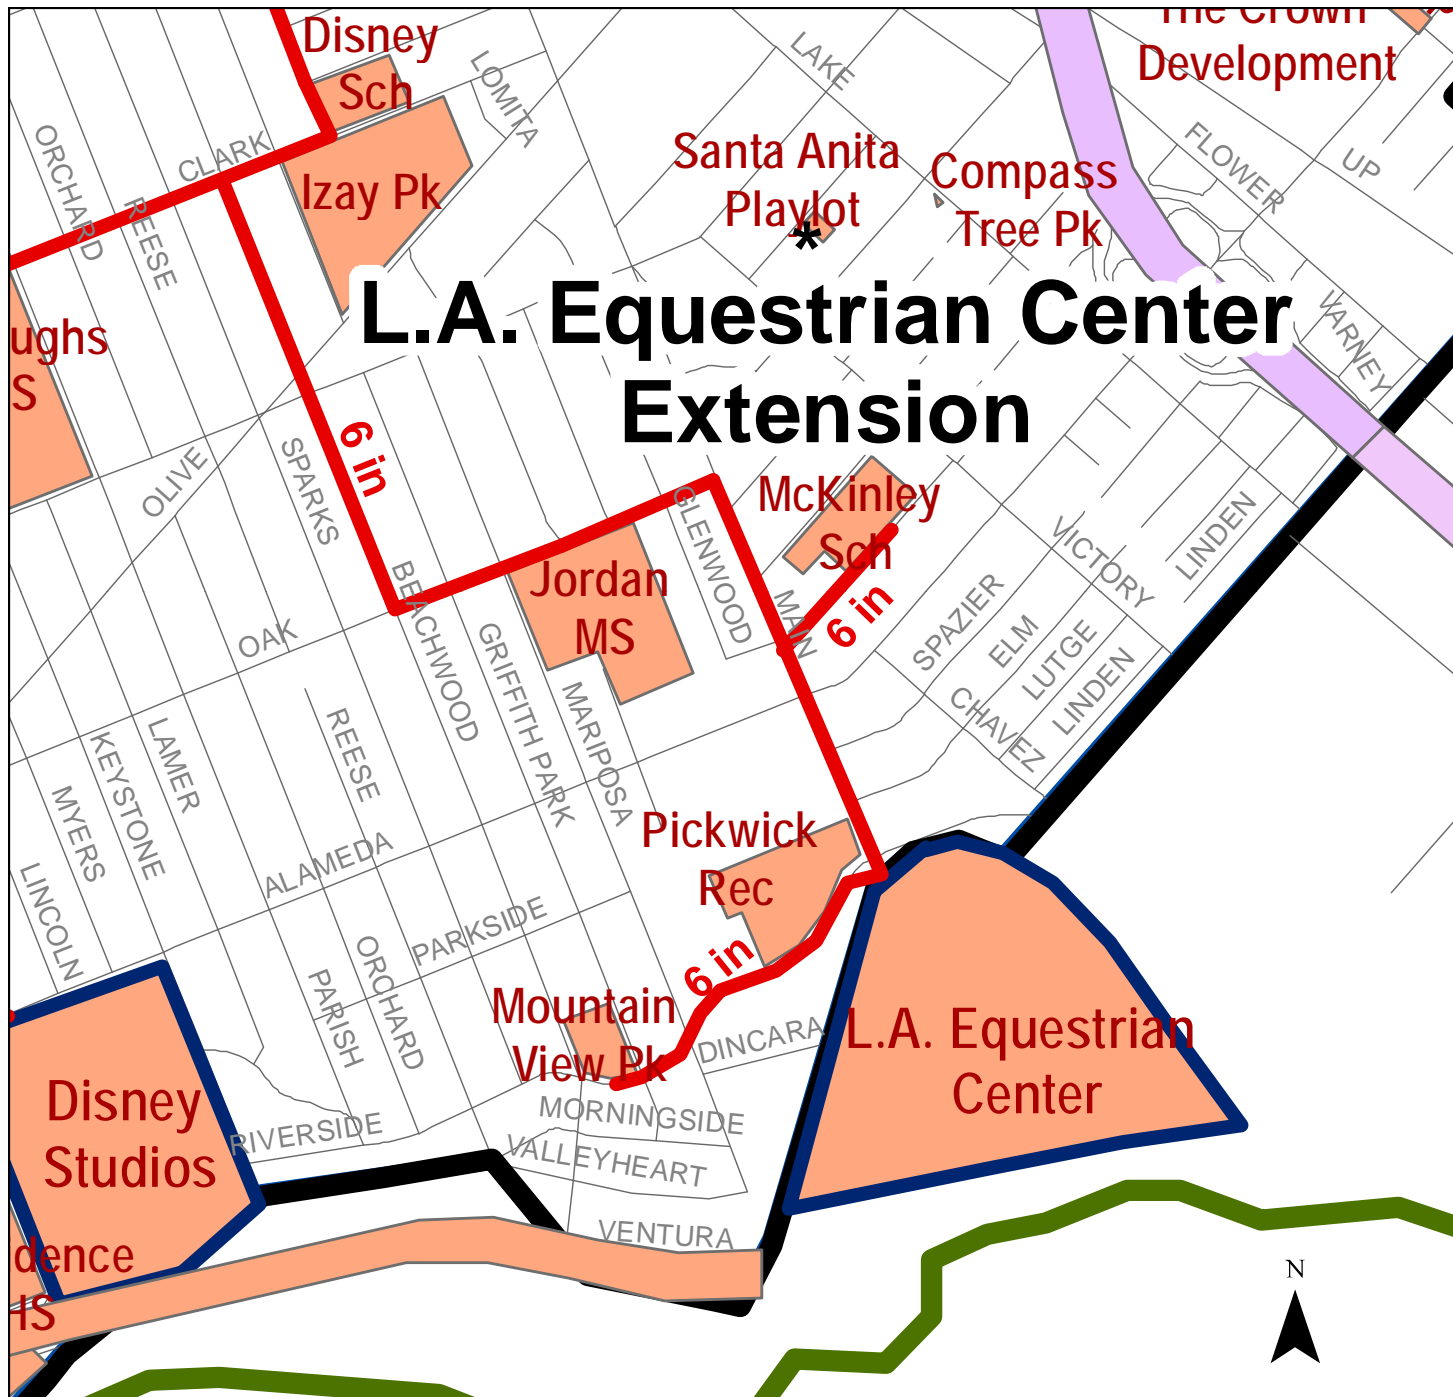 The Crown
Development
Disney
Sch
LOMITA
LAKE
ORCHARD
CLARK
REESE
Izay Pk
Santa Anita
Playlot
*
Compass
Tree Pk
FLOWER
UP
VARNEY
L.A. Equestrian Center
Extension
ughs
S
6 in
OLIVE
SPARKS
GLENWOOD
McKinley
Sch
VICTORY
LINDEN
BEACHWOOD
Jordan
MS
MAIN
6 in
SPAZIER
ELM
LUTGE
LINDEN
CHAVEZ
OAK
GRIFFITH PARK
MARIPOSA
REESE
LAMER
KEYSTONE
MYERS
LINCOLN
ALAMEDA
Pickwick
Rec
PARKSIDE
ORCHARD
PARISH
6 in
Mountain
View Pk
DINCARA
L.A. Equestrian
Center
Disney
Studios
RIVERSIDE
MORNINGSIDE
VALLEYHEART
VENTURA
dence
HS
N